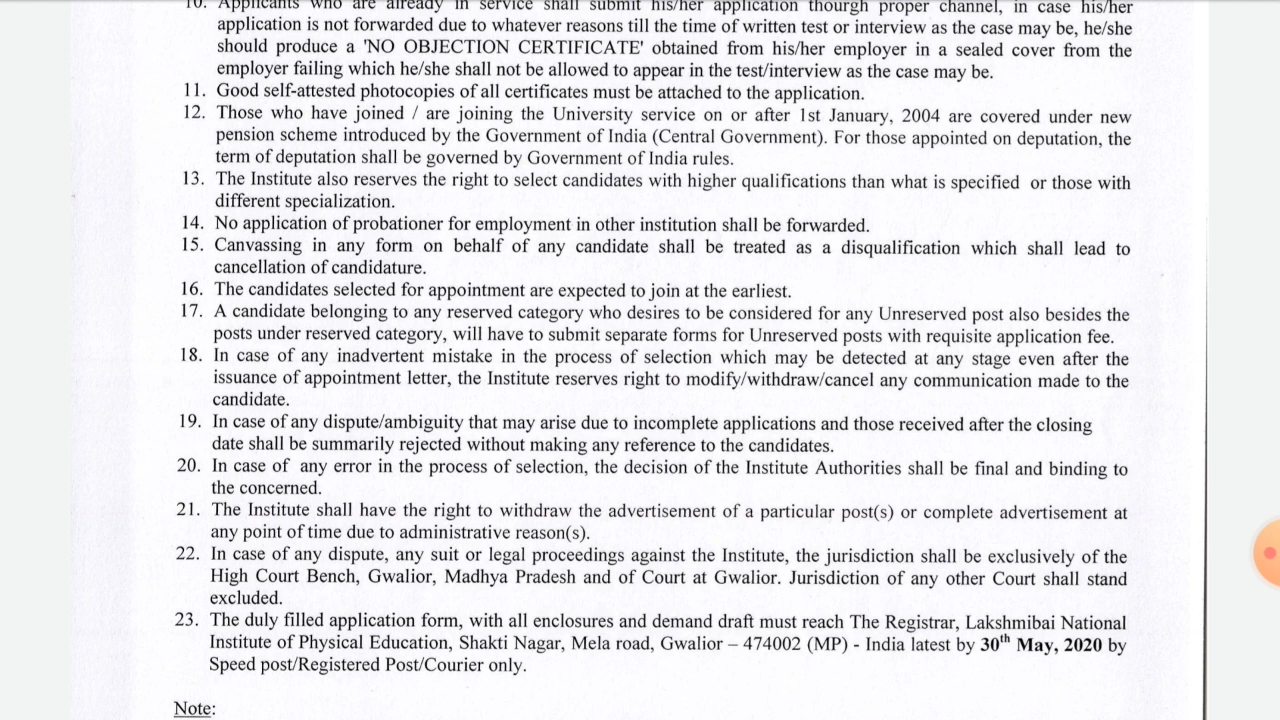 10. Applicants who are already in service shall submit his/her application thourgh proper channel, in case his/her
application is not forwarded due to whatever reasons till the time of written test or interview as the case may be, he/she
should produce a 'NO OBJECTION CERTIFICATE' obtained from his/her employer in a sealed cover from the
employer failing which he/she shall not be allowed to appear in the test/interview as the case may be.
11. Good self-attested photocopies of all certificates must be attached to the application.
12. Those who have joined / are joining the University service on or after 1st January, 2004 are covered under new
pension scheme introduced by the Government of India (Central Government). For those appointed on deputation, the
term of deputation shall be governed by Government of India rules.
13. The Institute also reserves the right to select candidates with higher qualifications than what is specified or those with
different specialization.
14. No application of probationer for employment in other institution shall be forwarded.
15. Canvassing in any form on behalf of any candidate shall be treated as a disqualification which shall lead to
cancellation of candidature.
16. The candidates selected for appointment are expected to join at the earliest.
17. A candidate belonging to any reserved category who desires to be considered for any Unreserved post also besides the
posts under reserved category, will have to submit separate forms for Unreserved posts with requisite application fee.
18. In case of any inadvertent mistake in the process of selection which may be detected at any stage even after the
issuance of appointment letter, the Institute reserves right to modify/withdraw/cancel any communication made to the
candidate.
19. In case of any dispute/ambiguity that may arise due to incomplete applications and those received after the closing
date shall be summarily rejected without making any reference to the candidates.
20. In case of any error in the process of selection, the decision of the Institute Authorities shall be final and binding to
the concerned.
21. The Institute shall have the right to withdraw the advertisement of a particular post(s) or complete advertisement at
any point of time due to administrative reason(s).
22. In case of any dispute, any suit or legal proceedings against the Institute, the jurisdiction shall be exclusively of the
High Court Bench, Gwalior, Madhya Pradesh and of Court at Gwalior. Jurisdiction of any other Court shall stand
excluded.
23. The duly filled application form, with all enclosures and demand draft must reach The Registrar, Lakshmibai National
Institute of Physical Education, Shakti Nagar, Mela road, Gwalior – 474002 (MP) - India latest by 30th May, 2020 by
Speed post/Registered Post/Courier only.
Note: